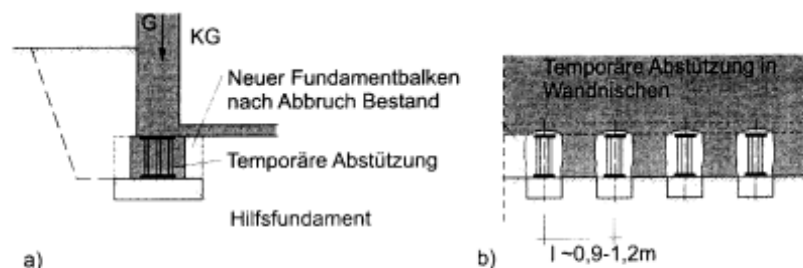 G
KG
Neuer Fundamentbalken
nach Abbruch Bestand
Temporäre Abstützung
Hilfsfundament
a)
Temporäre Abstützung in
Wandnischen
l ~0,9-1,2m
b)